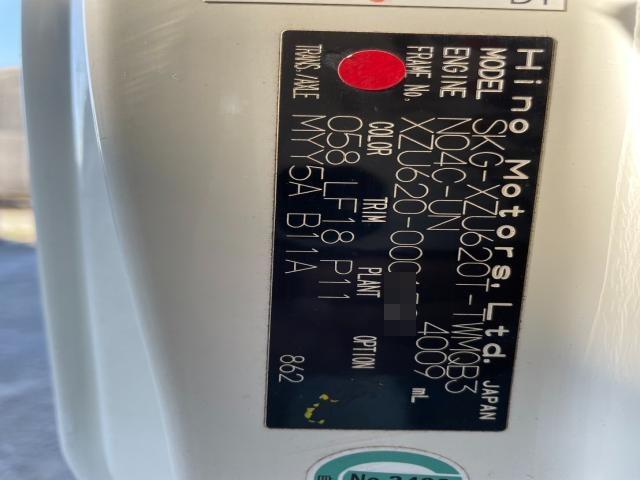 Hino Motors, Ltd. JAPAN
MODEL SKG-XZU620T-TWMQB3
ENGINE N04C-UN 4009 mL
FRAME No. XZU620-000
COLOR TRIM PLANT OPTION
058 LF18 P11
TRANS/AXLE MYY5A B11A 862